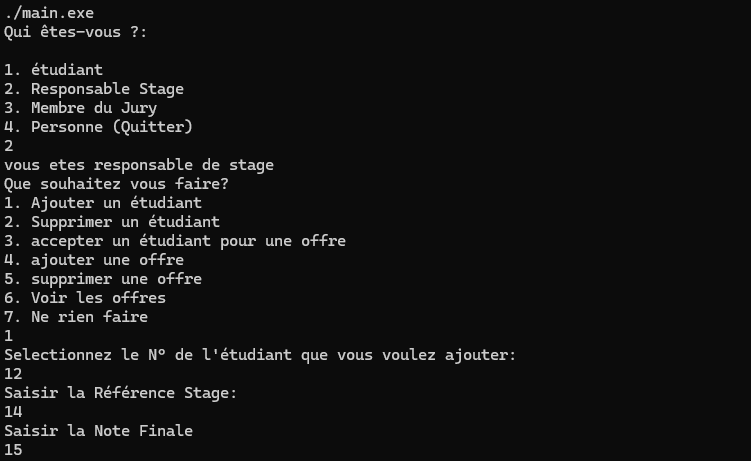 ./main.exe
Qui êtes-vous ?:
1. étudiant
2. Responsable Stage
3. Membre du Jury
4. Personne (Quitter)
2
vous etes responsable de stage
Que souhaitez vous faire?
1. Ajouter un étudiant
2. Supprimer un étudiant
3. accepter un étudiant pour une offre
4. ajouter une offre
5. supprimer une offre
6. Voir les offres
7. Ne rien faire
1
Selectionnez le N° de l'étudiant que vous voulez ajouter:
12
Saisir la Référence Stage:
14
Saisir la Note Finale
15